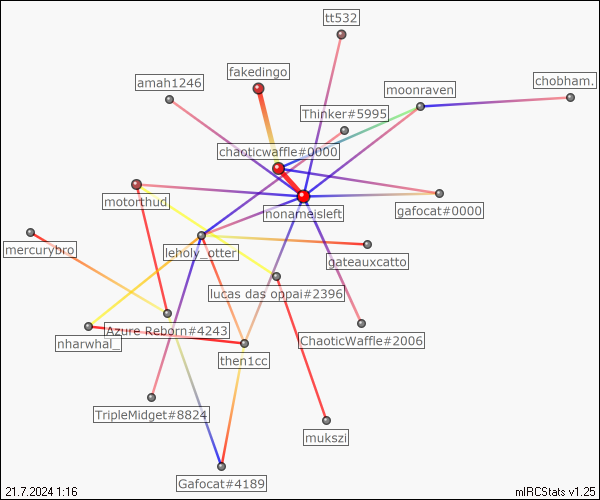 tt532
fakedingo
amah1246
chobham.
moonraven
Thinker#5995
chaoticwaffle#0000
motorthud
gafocat#0000
nonameisleft
mercurybro
leholy_otter
gateauxcatto
lucas das oppai#2396
Azure Reborn#4243
nharwhal_
ChaoticWaffle#2006
then1cc
TripleMidget#8824
mukszi
Gafocat#4189
21.7.2024 1:16
mIRCStats v1.25